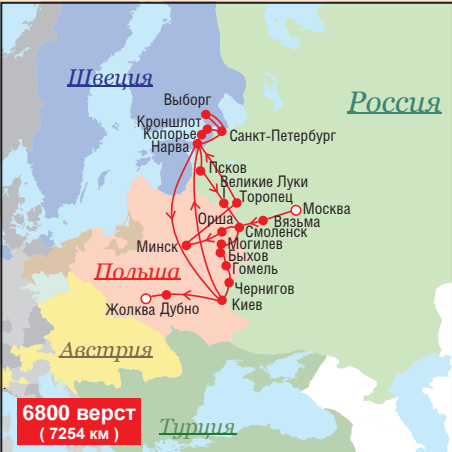 Швеция
Россия
Выборг
Кроншлот
Копорье
Нарва
Санкт-Петербург
Псков
Великие Луки
Торопец
Москва
Вязьма
Орша
Смоленск
Минск
Могилев
Быхов
Гомель
Польша
Чернигов
Жолква Дубно
Киев
Австрия
6800 верст
( 7254 км )
Турция